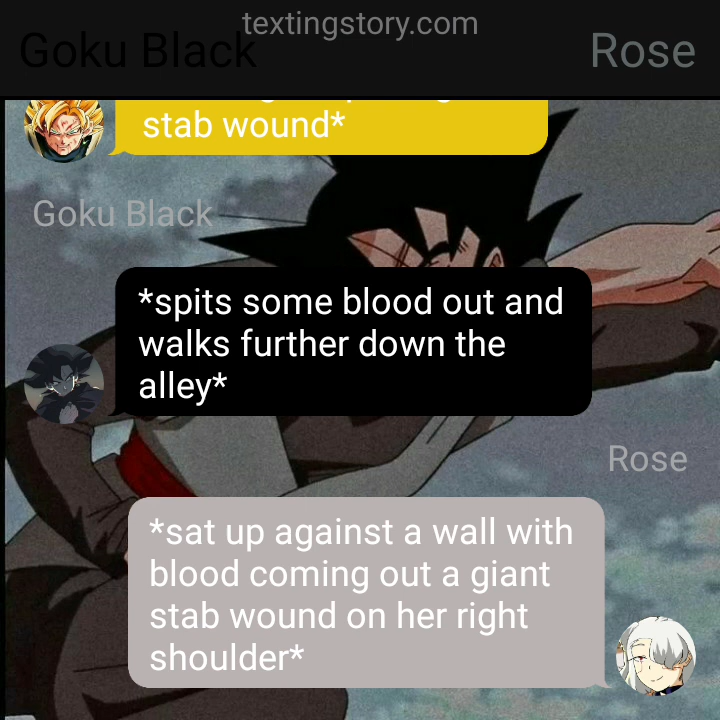 textingstory.com
Goku Black
Rose
stab wound*
Goku Black
*spits some blood out and
walks further down the
alley*
Rose
*sat up against a wall with
blood coming out a giant
stab wound on her right
shoulder*